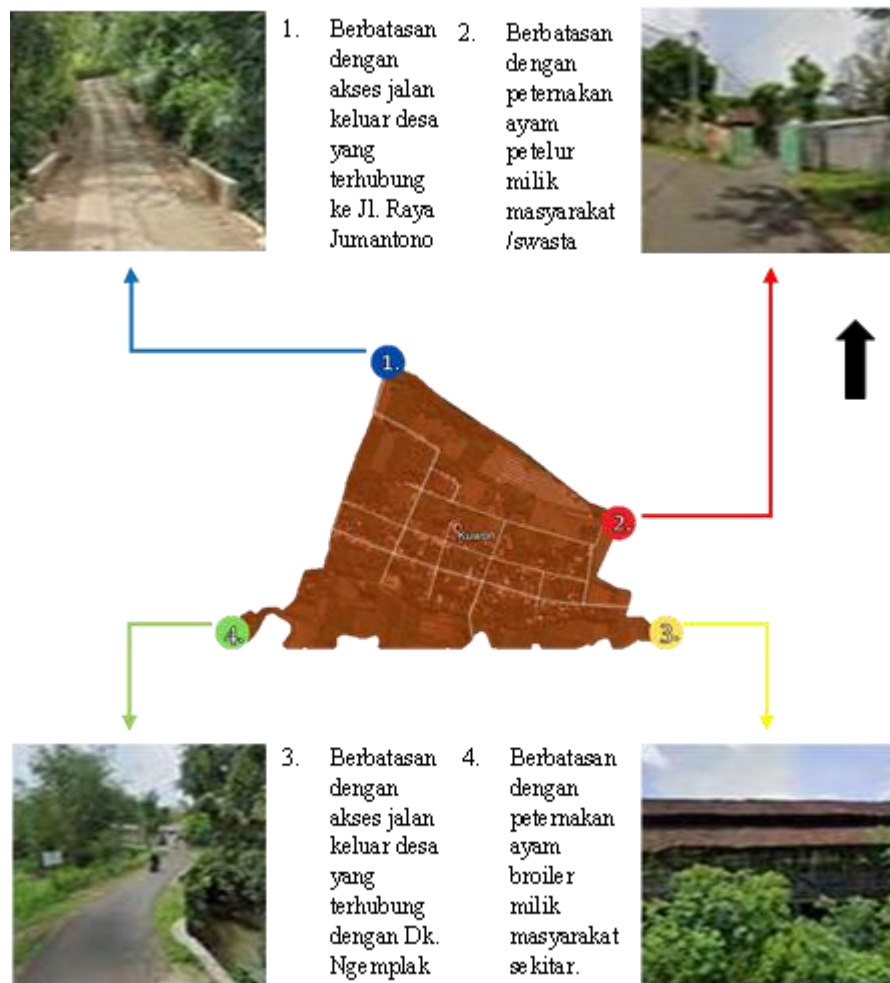 1. Berbatasan
dengan
akses jalan
keluar desa
yang
terhubung
ke Jl. Raya
Jumantono
2. Berbatasan
dengan
peternakan
ayam
petelur
milik
masyarakat
/swasta
1.
2.
Kuwon
4.
3.
3. Berbatasan
dengan
akses jalan
keluar desa
yang
terhubung
dengan Dk.
Ngemplak
4. Berbatasan
dengan
peternakan
ayam
broiler
milik
masyarakat
sekitar.